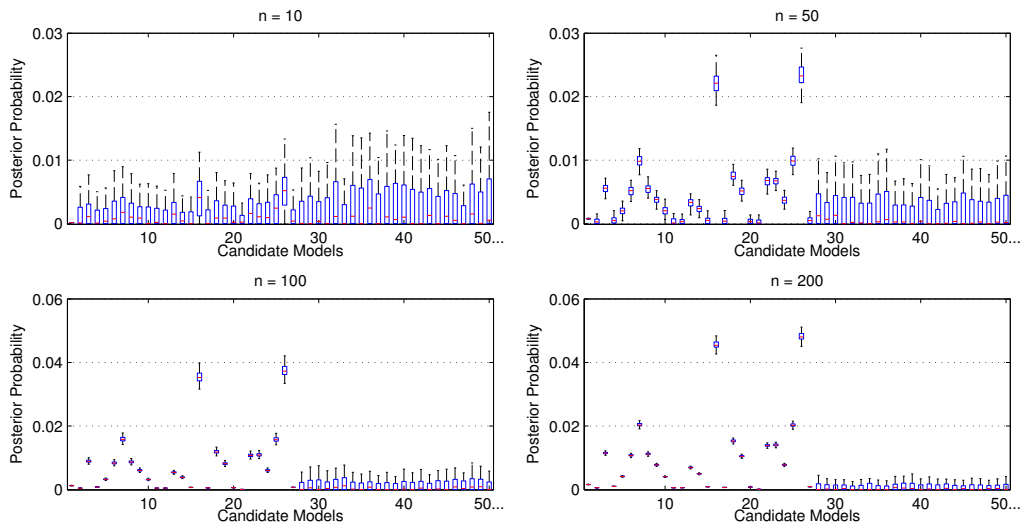 n = 10
Posterior Probability
0.03
0.02
0.01
0
10 20 30 40 50...
Candidate Models
n = 50
Posterior Probability
0.03
0.02
0.01
0
10 20 30 40 50...
Candidate Models
n = 100
Posterior Probability
0.06
0.04
0.02
0
10 20 30 40 50...
Candidate Models
n = 200
Posterior Probability
0.06
0.04
0.02
0
10 20 30 40 50...
Candidate Models